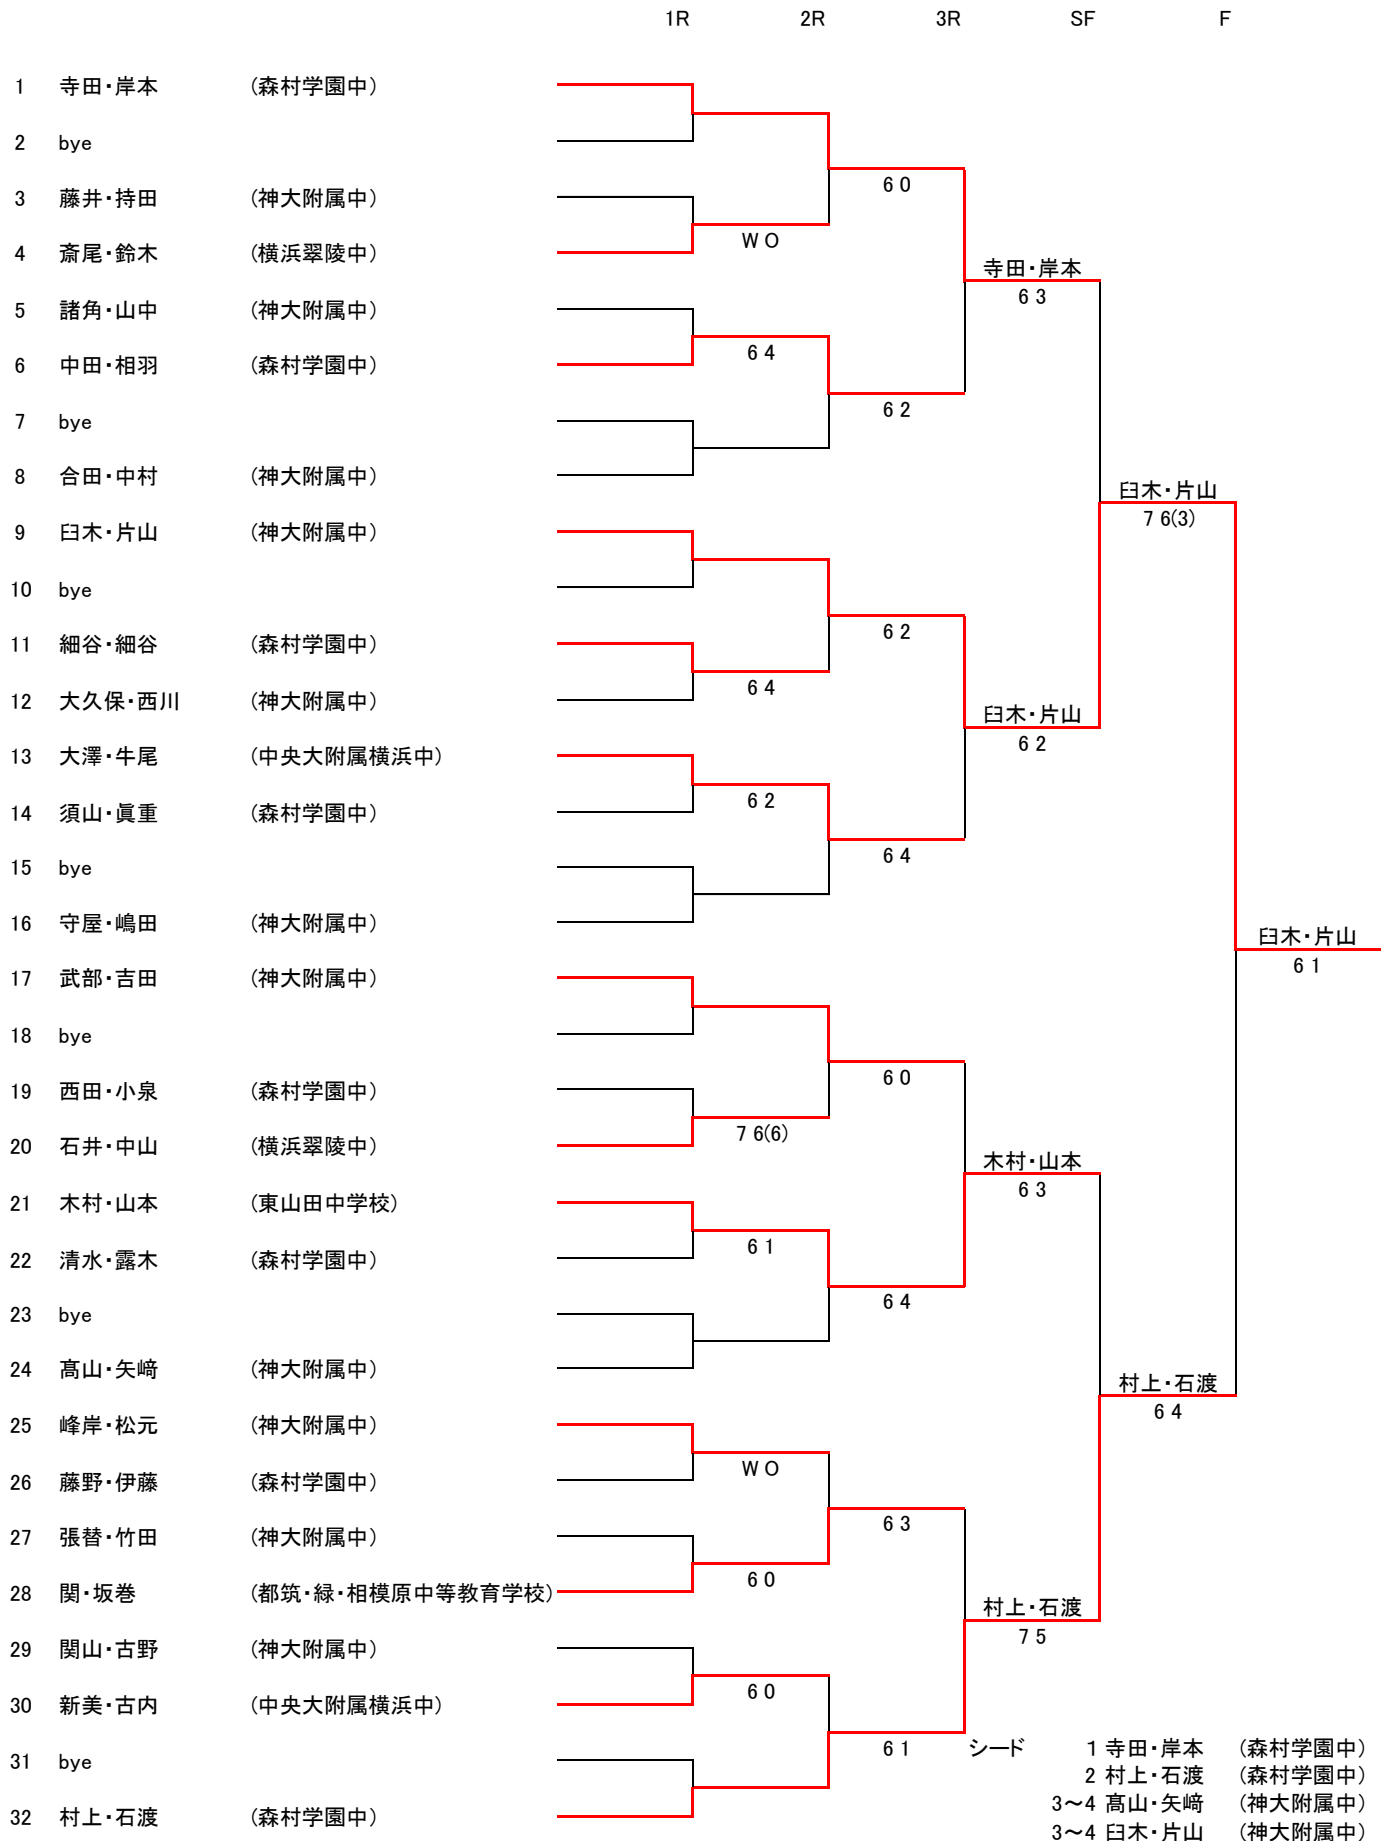 1R 2R 3R SF F
1 寺田・岸本 (森村学園中)
2 bye
6 0
3 藤井・持田 (神大附属中)
W O
4 斎尾・鈴木 (横浜翠陵中)
寺田・岸本
6 3
5 諸角・山中 (神大附属中)
6 4
6 中田・相羽 (森村学園中)
6 2
7 bye
8 合田・中村 (神大附属中)
臼木・片山
7 6(3)
9 臼木・片山 (神大附属中)
10 bye
6 2
11 細谷・細谷 (森村学園中)
6 4
12 大久保・西川 (神大附属中)
臼木・片山
6 2
13 大澤・牛尾 (中央大附属横浜中)
6 2
14 須山・眞重 (森村学園中)
6 4
15 bye
16 守屋・嶋田 (神大附属中)
臼木・片山
6 1
17 武部・吉田 (神大附属中)
18 bye
6 0
19 西田・小泉 (森村学園中)
7 6(6)
20 石井・中山 (横浜翠陵中)
木村・山本
6 3
21 木村・山本 (東山田中学校)
6 1
22 清水・露木 (森村学園中)
6 4
23 bye
24 髙山・矢﨑 (神大附属中)
村上・石渡
6 4
25 峰岸・松元 (神大附属中)
W O
26 藤野・伊藤 (森村学園中)
6 3
27 張替・竹田 (神大附属中)
6 0
28 関・坂巻 (都筑・緑・相模原中等教育学校)
村上・石渡
7 5
29 関山・古野 (神大附属中)
6 0
30 新美・古内 (中央大附属横浜中)
6 1
シード 1 寺田・岸本 (森村学園中)
31 bye
2 村上・石渡 (森村学園中)
3～4 髙山・矢﨑 (神大附属中)
32 村上・石渡 (森村学園中)
3～4 臼木・片山 (神大附属中)